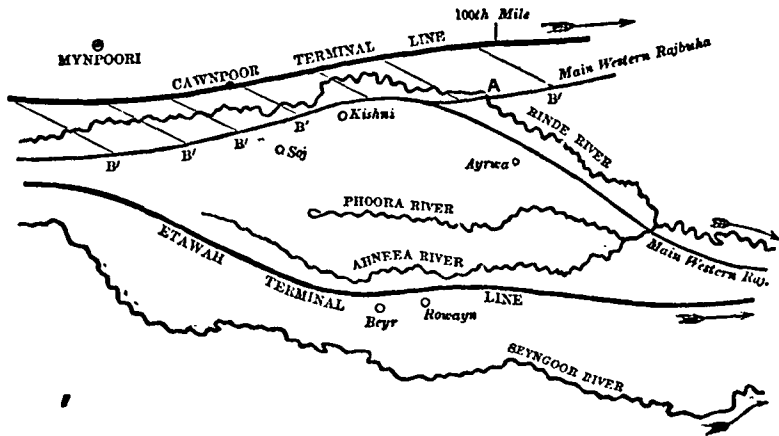 100th Mile
MYNPOORI
CAWNPOOR TERMINAL LINE
Main Western Rajbuha
A
B'
B'
B'
B'
B'
Kishni
Soj
RINDE RIVER
Ayrwa
PHOORA RIVER
ETAWAH TERMINAL LINE
AHNEEA RIVER
Main Western Raj.
Beyr
Rowayn
SEYNGOOR RIVER